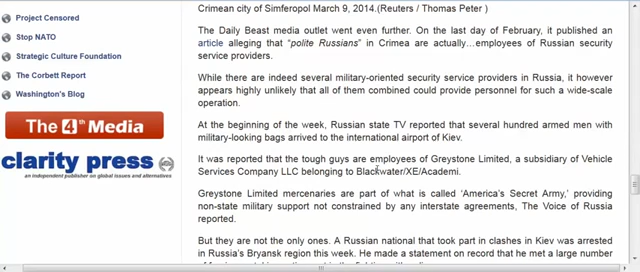 Project Censored
Stop NATO
Strategic Culture Foundation
The Corbett Report
Washington's Blog
The 4th Media
clarity press
an independent publisher on global issues and alternatives
Crimean city of Simferopol March 9, 2014.(Reuters / Thomas Peter )
The Daily Beast media outlet went even further. On the last day of February, it published an
article alleging that "polite Russians" in Crimea are actually…employees of Russian security
service providers.
While there are indeed several military-oriented security service providers in Russia, it however
appears highly unlikely that all of them combined could provide personnel for such a wide-scale
operation.
At the beginning of the week, Russian state TV reported that several hundred armed men with
military-looking bags arrived to the international airport of Kiev.
It was reported that the tough guys are employees of Greystone Limited, a subsidiary of Vehicle
Services Company LLC belonging to Blackwater/XE/Academi.
Greystone Limited mercenaries are part of what is called 'America's Secret Army,' providing
non-state military support not constrained by any interstate agreements, The Voice of Russia
reported.
But they are not the only ones. A Russian national that took part in clashes in Kiev was arrested
in Russia's Bryansk region this week. He made a statement on record that he met a large number